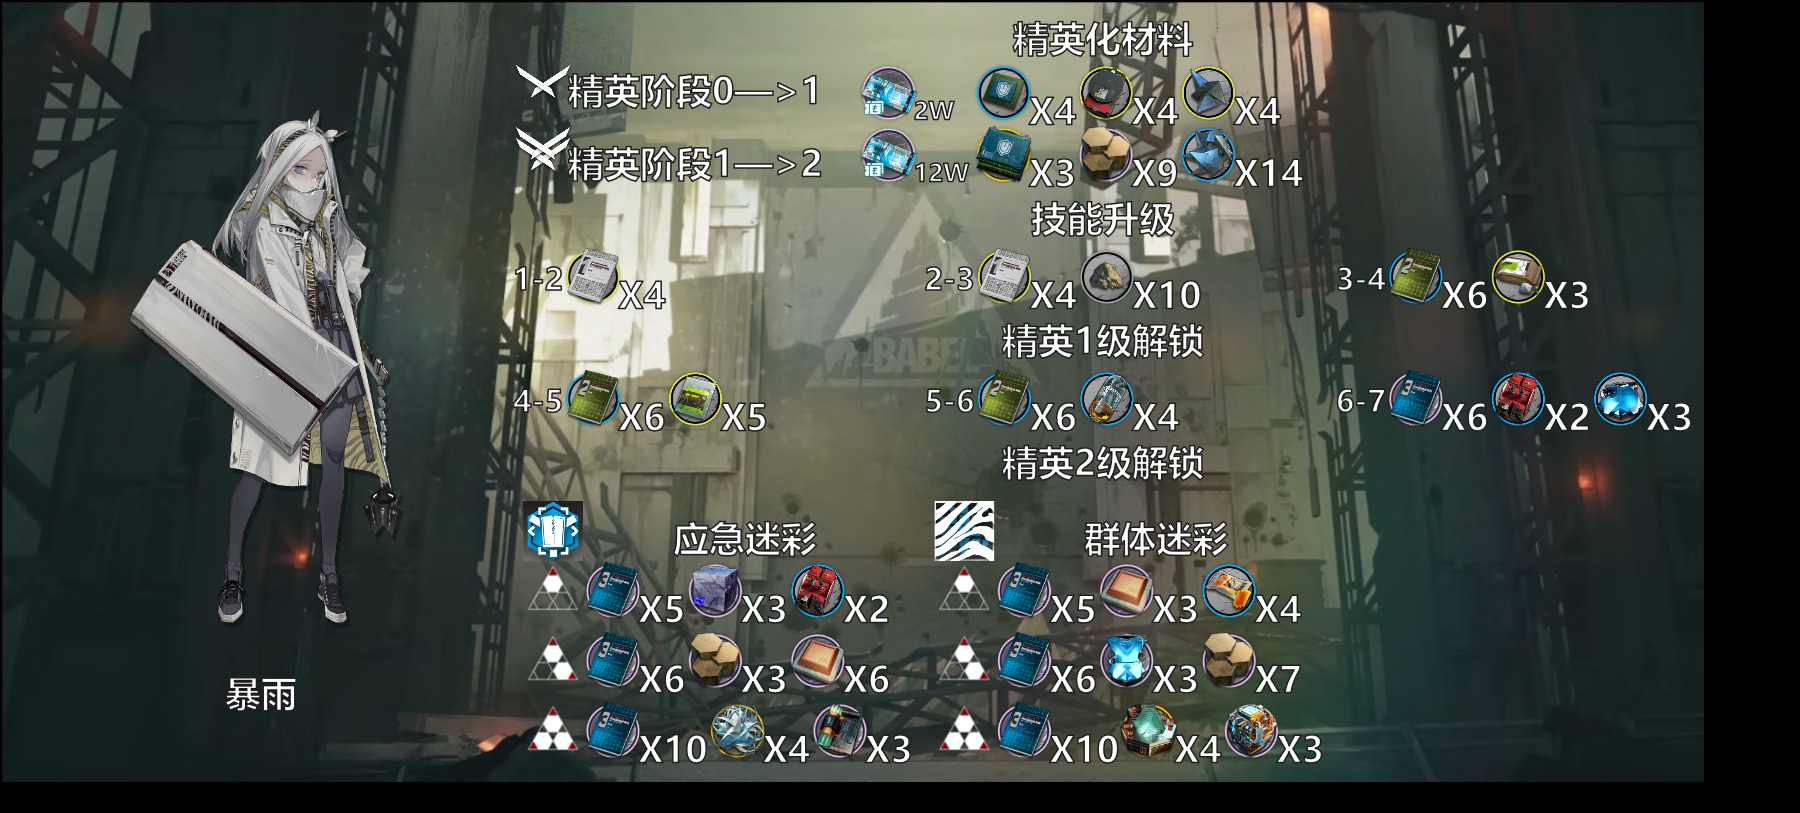 精英化材料
精英阶段0—>1 2W X4 X4 X4
精英阶段1—>2 12W X3 X9 X14
技能升级
1-2 X4 2-3 X4 X10 3-4 X6 X3
BABEL
精英1级解锁
4-5 X6 X5 5-6 X6 X4 6-7 X6 X2 X3
精英2级解锁
应急迷彩 群体迷彩
X5 X3 X2 X5 X3 X4
X6 X3 X6 X6 X3 X7
X10 X4 X3 X10 X4 X3
暴雨